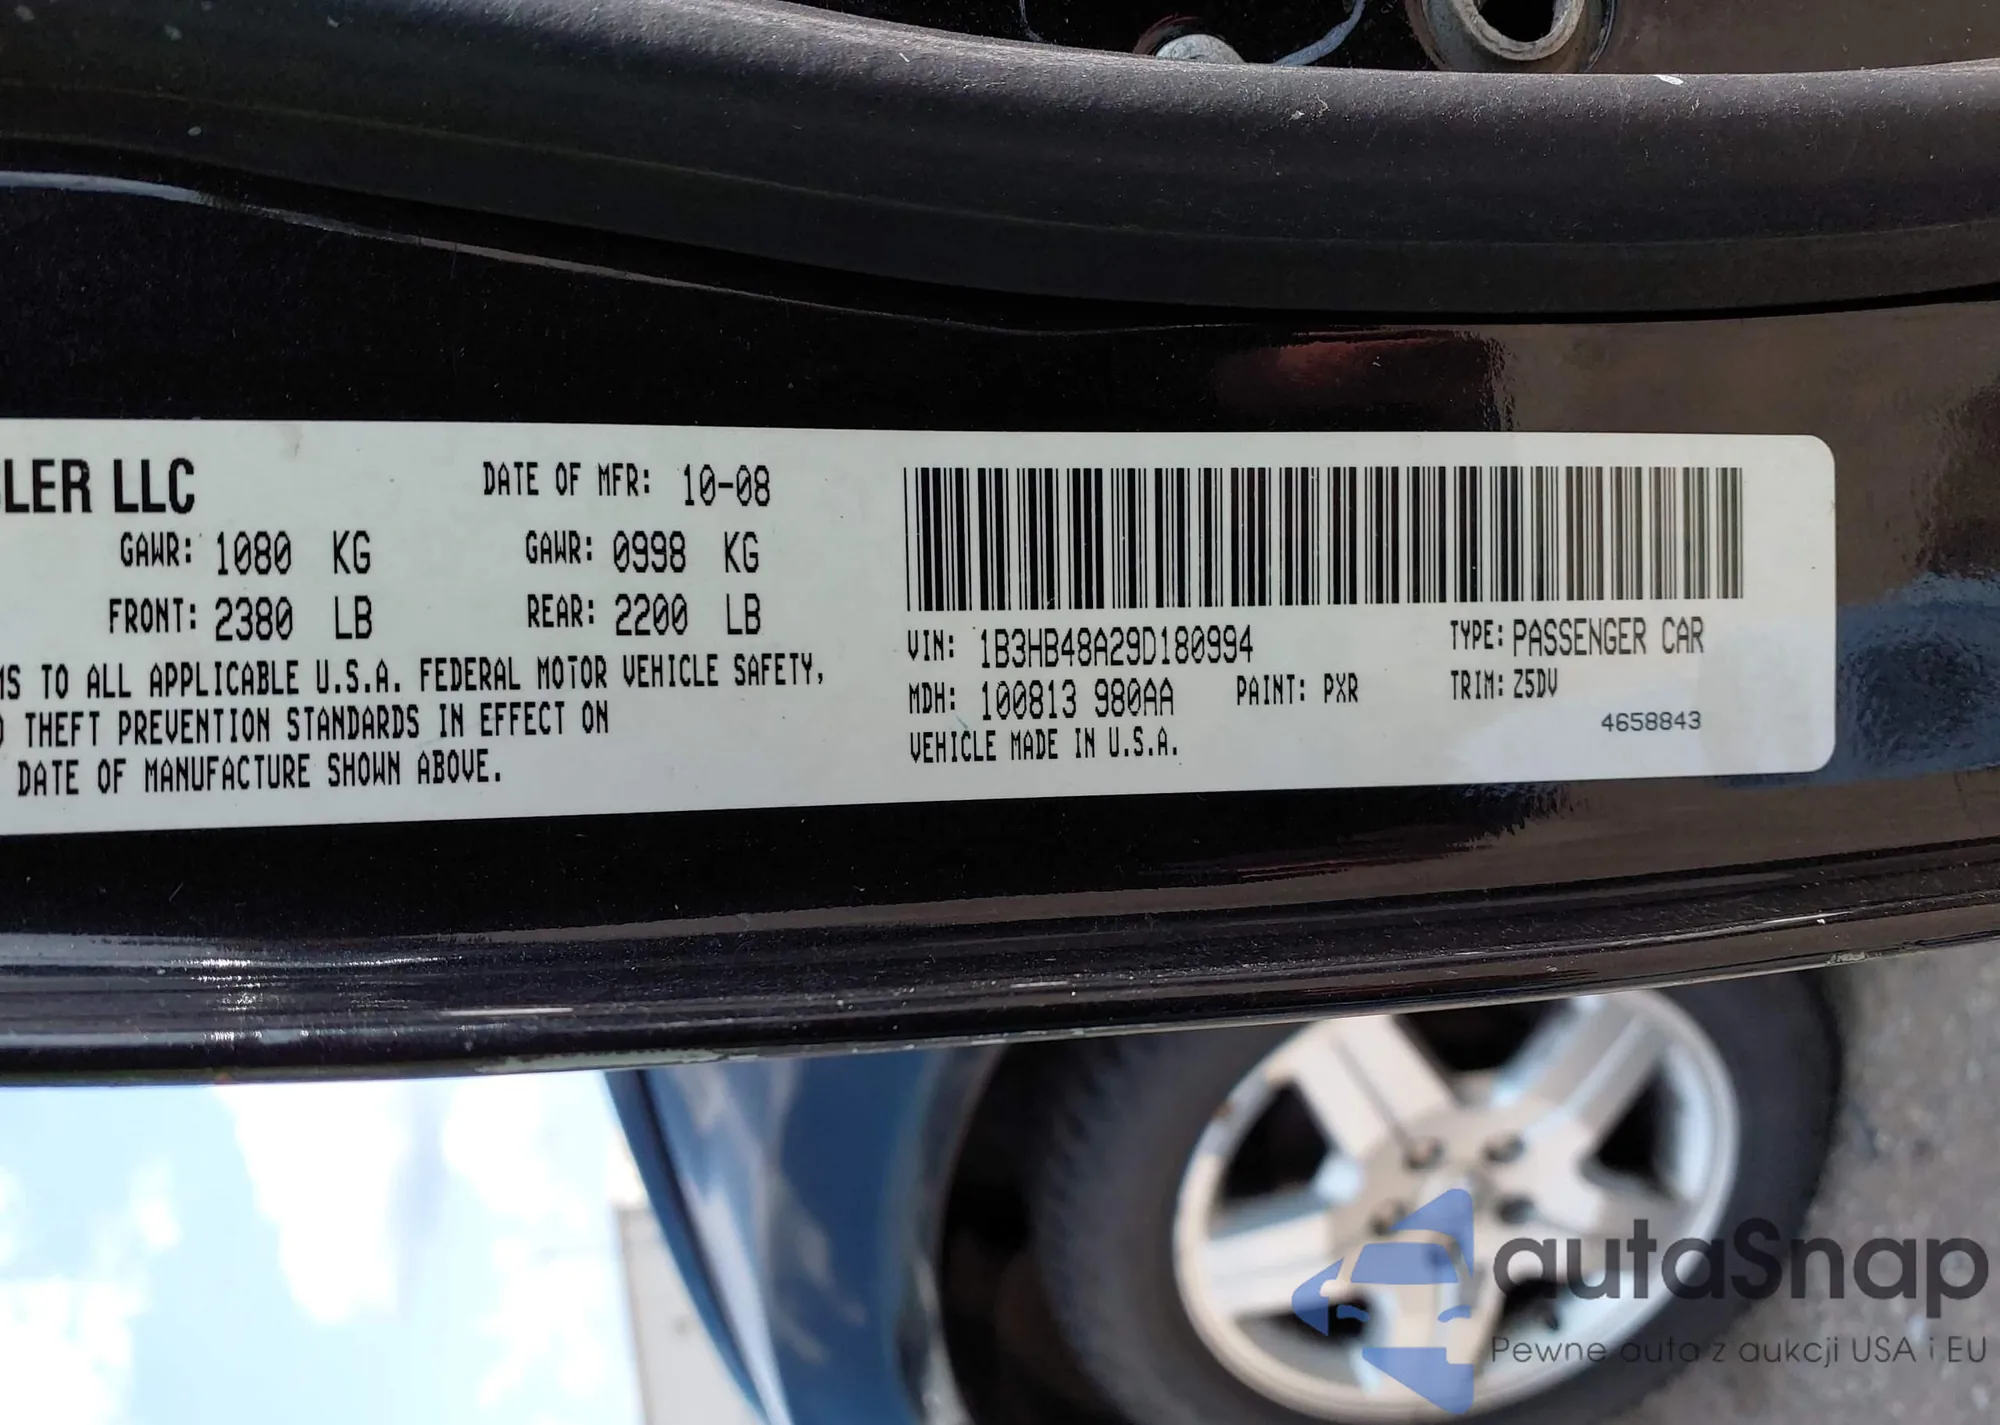 LER LLC
DATE OF MFR: 10-08
GAWR: 1080 KG
GAWR: 0998 KG
FRONT: 2380 LB
REAR: 2200 LB
MS TO ALL APPLICABLE U.S.A. FEDERAL MOTOR VEHICLE SAFETY,
THEFT PREVENTION STANDARDS IN EFFECT ON
DATE OF MANUFACTURE SHOWN ABOVE.
VIN: 1B3HB48A29D180994
TYPE: PASSENGER CAR
MDH: 100813 980AA
PAINT: PXR
TRIM: Z5DV
VEHICLE MADE IN U.S.A.
4658843
autaSnap
Pewne auta z aukcji USA i EU